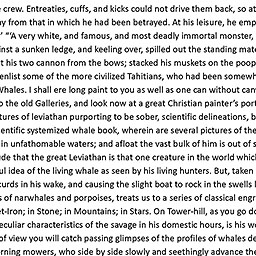 crew. Entreaties, cuffs, and kicks could not drive them back, so at
ay from that in which he had been betrayed. At his leisure, he emp
' "'A very white, and famous, and most deadly immortal monster,
nst a sunken ledge, and keeling over, spilled out the standing mate
t his two cannon from the bows; stacked his muskets on the poop
enlist some of the more civilized Tahitians, who had been somewh
Whales. I shall ere long paint to you as well as one can without canv
o the old Galleries, and look now at a great Christian painter's port
tures of leviathan purporting to be sober, scientific delineations, b
entific systemized whale book, wherein are several pictures of the
in unfathomable waters; and afloat the vast bulk of him is out of s
ude that the great Leviathan is that one creature in the world whic
ul idea of the living whale as seen by his living hunters. But, taken
urds in his wake, and causing the slight boat to rock in the swells l
s of narwhales and porpoises, treats us to a series of classical engr
et-Iron; in Stone; in Mountains; in Stars. On Tower-hill, as you go do
eculiar characteristics of the savage in his domestic hours, is his w
of view you will catch passing glimpses of the profiles of whales de
rning mowers, who side by side slowly and seethingly advance the